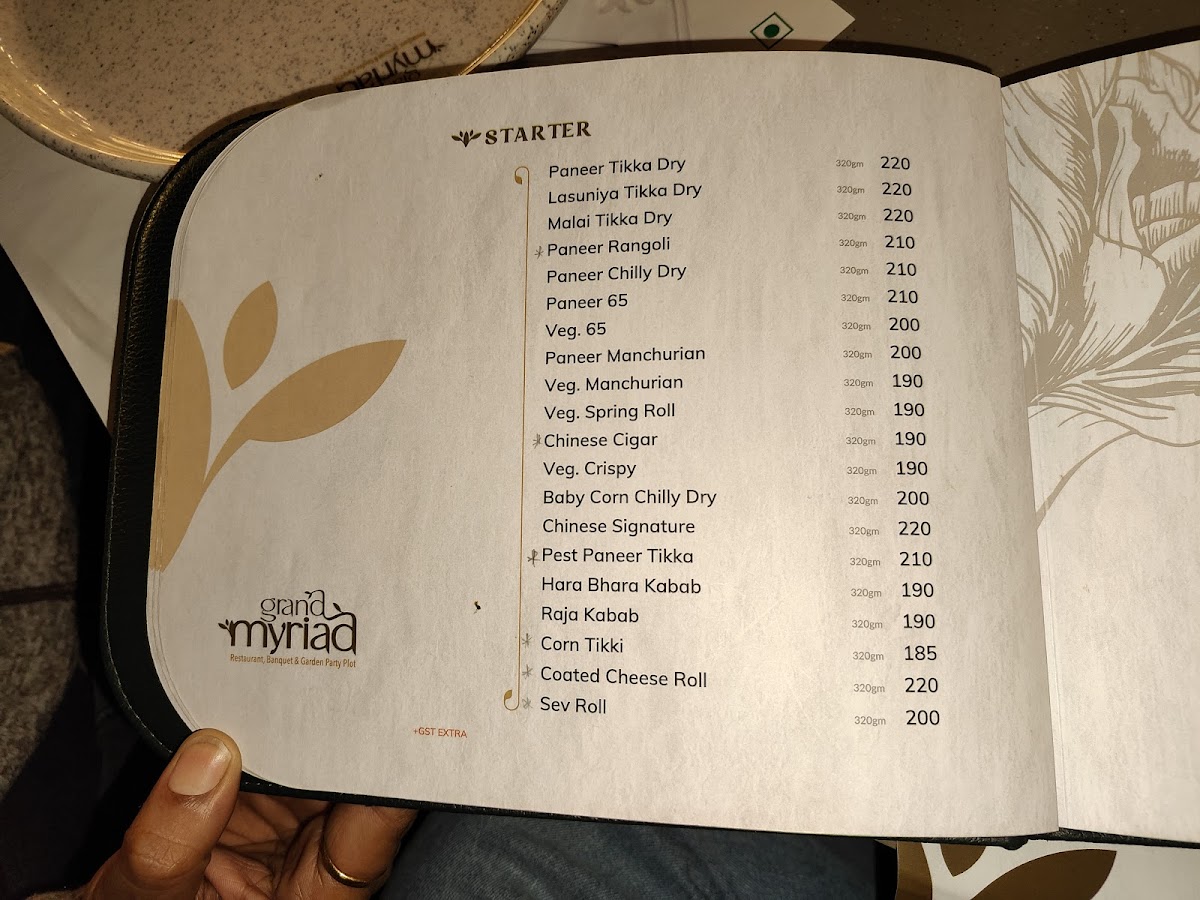 myriad
STARTER
Paneer Tikka Dry 320gm 220
Lasuniya Tikka Dry 320gm 220
Malai Tikka Dry 320gm 220
Paneer Rangoli 320gm 210
Paneer Chilly Dry 320gm 210
Paneer 65 320gm 210
Veg. 65 320gm 200
Paneer Manchurian 320gm 200
Veg. Manchurian 320gm 190
Veg. Spring Roll 320gm 190
Chinese Cigar 320gm 190
Veg. Crispy 320gm 190
Baby Corn Chilly Dry 320gm 200
Chinese Signature 320gm 220
Pest Paneer Tikka 320gm 210
Hara Bhara Kabab 320gm 190
Raja Kabab 320gm 190
Corn Tikki 320gm 185
Coated Cheese Roll 320gm 220
Sev Roll 320gm 200
grand
myriad
Restaurant, Banquet & Garden Party Plot
+GST EXTRA